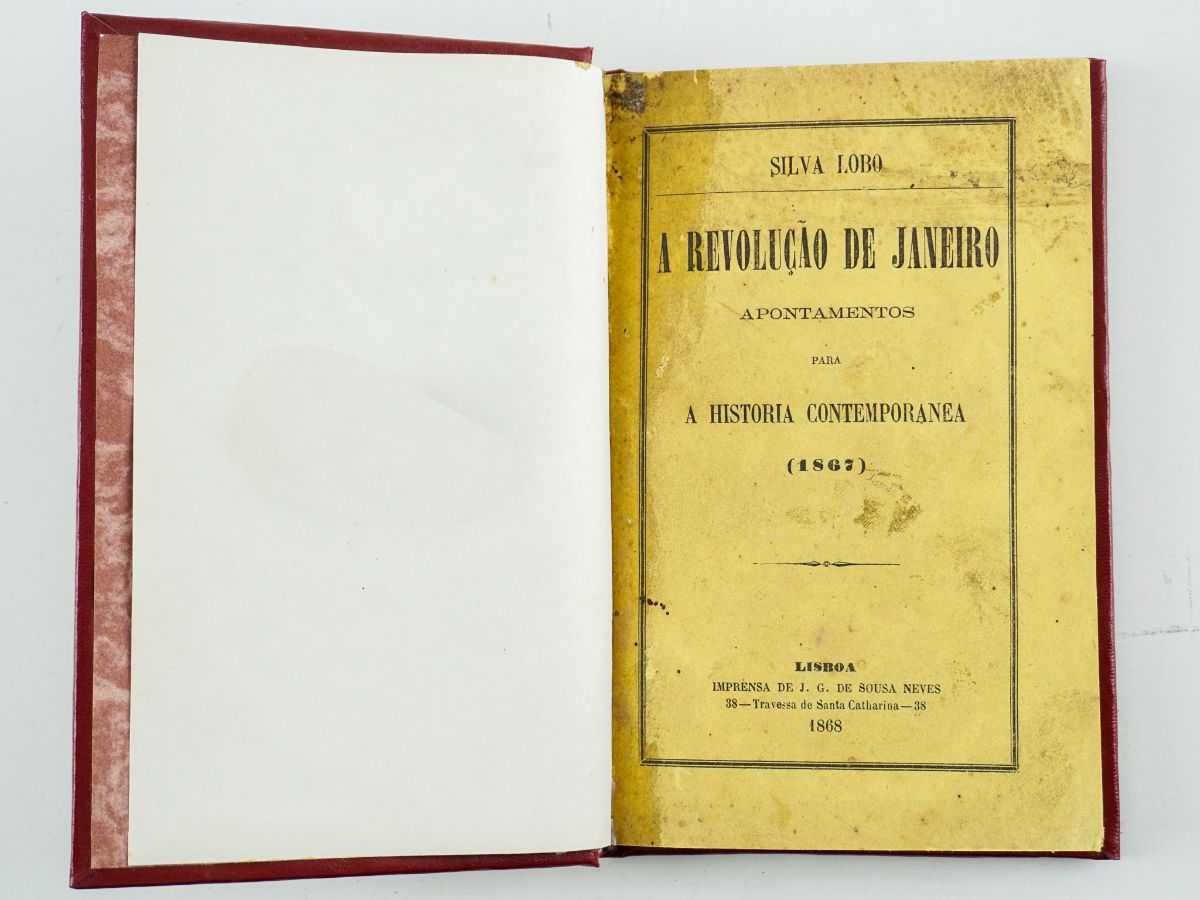 SILVA LOBO
A REVOLUÇÃO DE JANEIRO
APONTAMENTOS
PARA
A HISTORIA CONTEMPORANEA
(1867)
LISBOA
IMPRENSA DE J. G. DE SOUSA NEVES
38—Travessa de Santa Catharina—38
1868